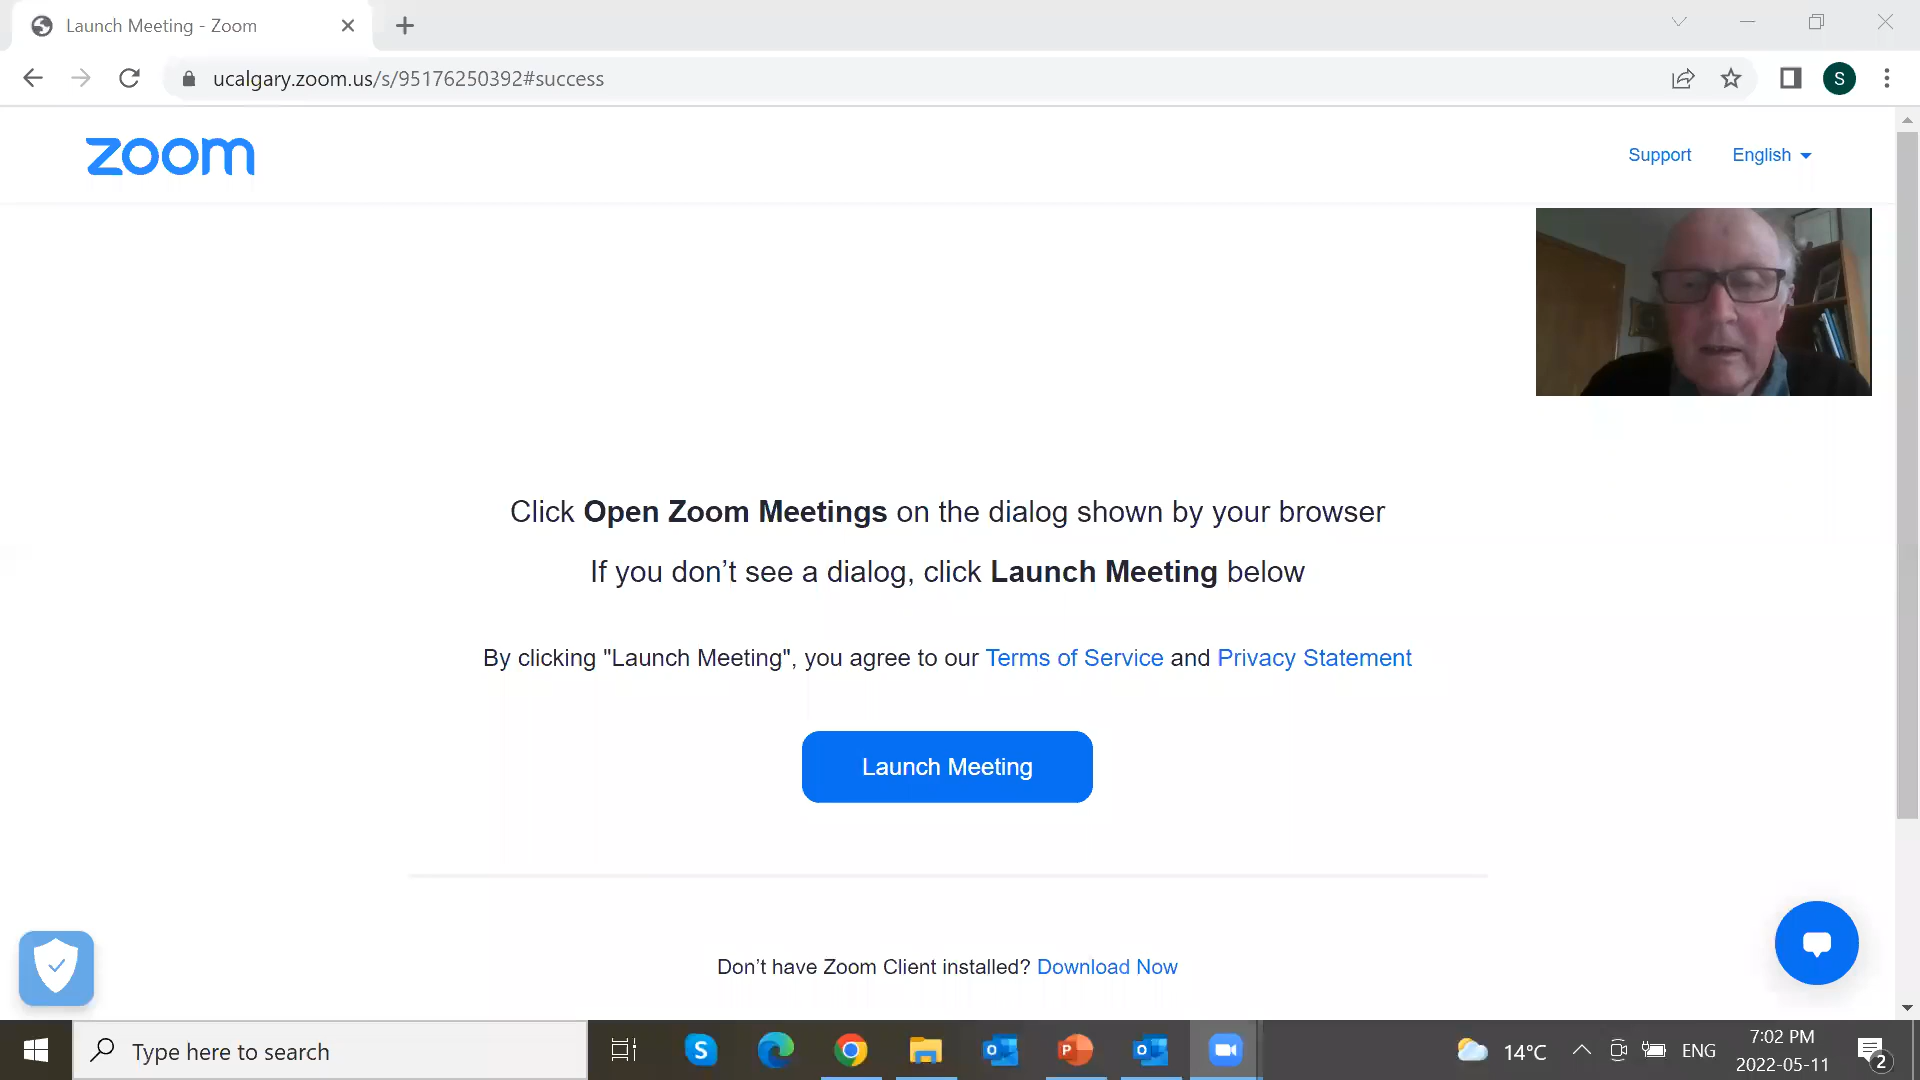 Launch Meeting - Zoom
ucalgary.zoom.us/s/95176250392#success
S
zoom
Support
English
Click Open Zoom Meetings on the dialog shown by your browser
If you don’t see a dialog, click Launch Meeting below
By clicking "Launch Meeting", you agree to our Terms of Service and Privacy Statement
Launch Meeting
Don’t have Zoom Client installed? Download Now
Type here to search
14°C
ENG
7:02 PM
2022-05-11
2